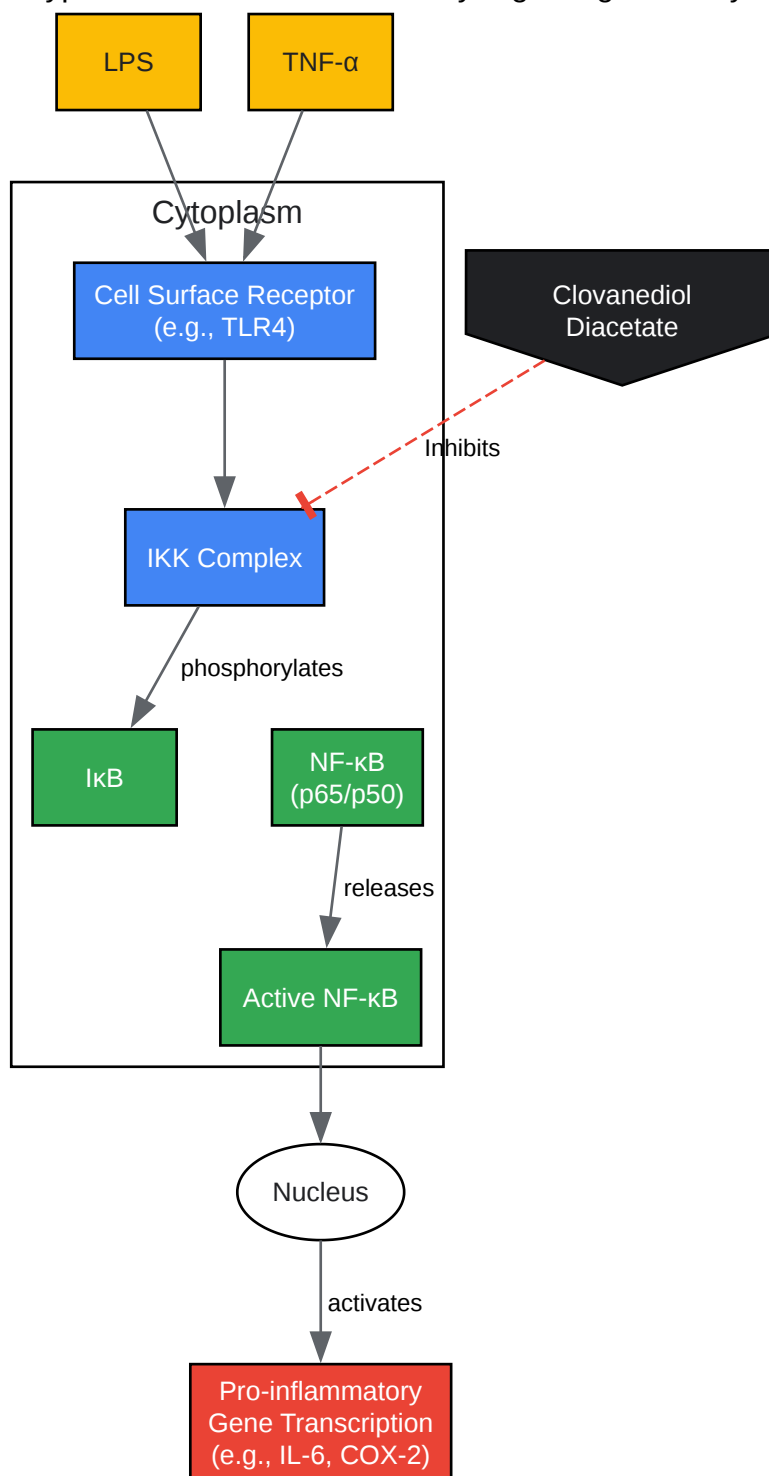 LPS
TNF-α
Cytoplasm
Cell Surface Receptor
(e.g., TLR4)
Clovanediol
Diacetate
Inhibits
IKK Complex
phosphorylates
IκB
NF-κB
(p65/p50)
releases
Active NF-κB
Nucleus
activates
Pro-inflammatory
Gene Transcription
(e.g., IL-6, COX-2)